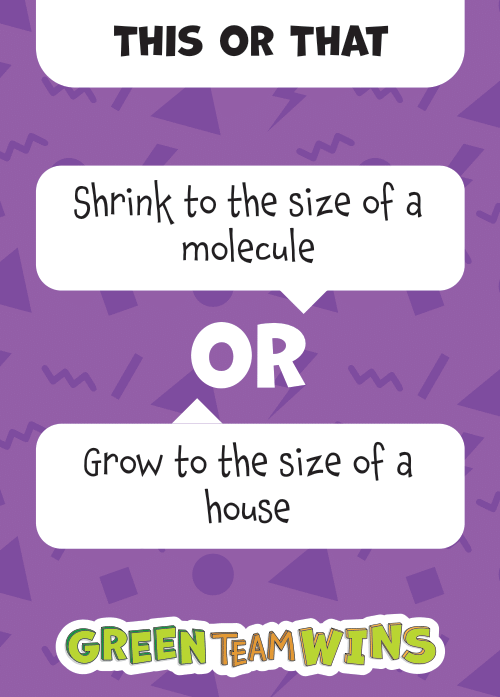 THIS OR THAT
Shrink to the size of a
molecule
OR
Grow to the size of a
house
GREEN TEAM WINS